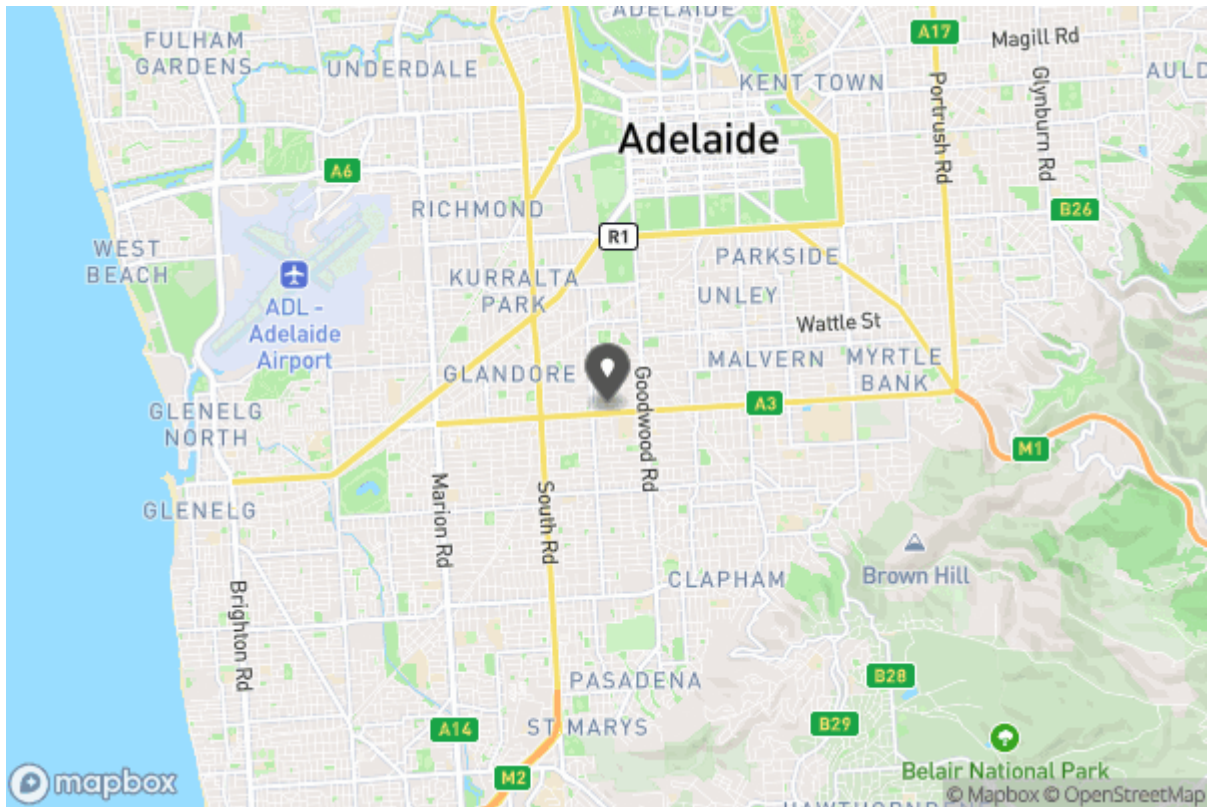 ADELAIDE
A17
Magill Rd
FULHAM
GARDENS
UNDERDALE
KENT TOWN
AULD
Portrush Rd
Glynburn Rd
Adelaide
A6
RICHMOND
B26
R1
WEST
BEACH
PARKSIDE
KURRALTA
PARK
UNLEY
ADL -
Adelaide
Airport
Wattle St
GLANDORE
MALVERN
MYRTLE
BANK
Goodwood Rd
A3
GLENELG
NORTH
M1
GLENELG
Marion Rd
South Rd
Brown Hill
CLAPHAM
Brighton Rd
PASADENA
B28
ST MARYS
A14
B29
M2
Belair National Park
mapbox
© Mapbox © OpenStreetMap